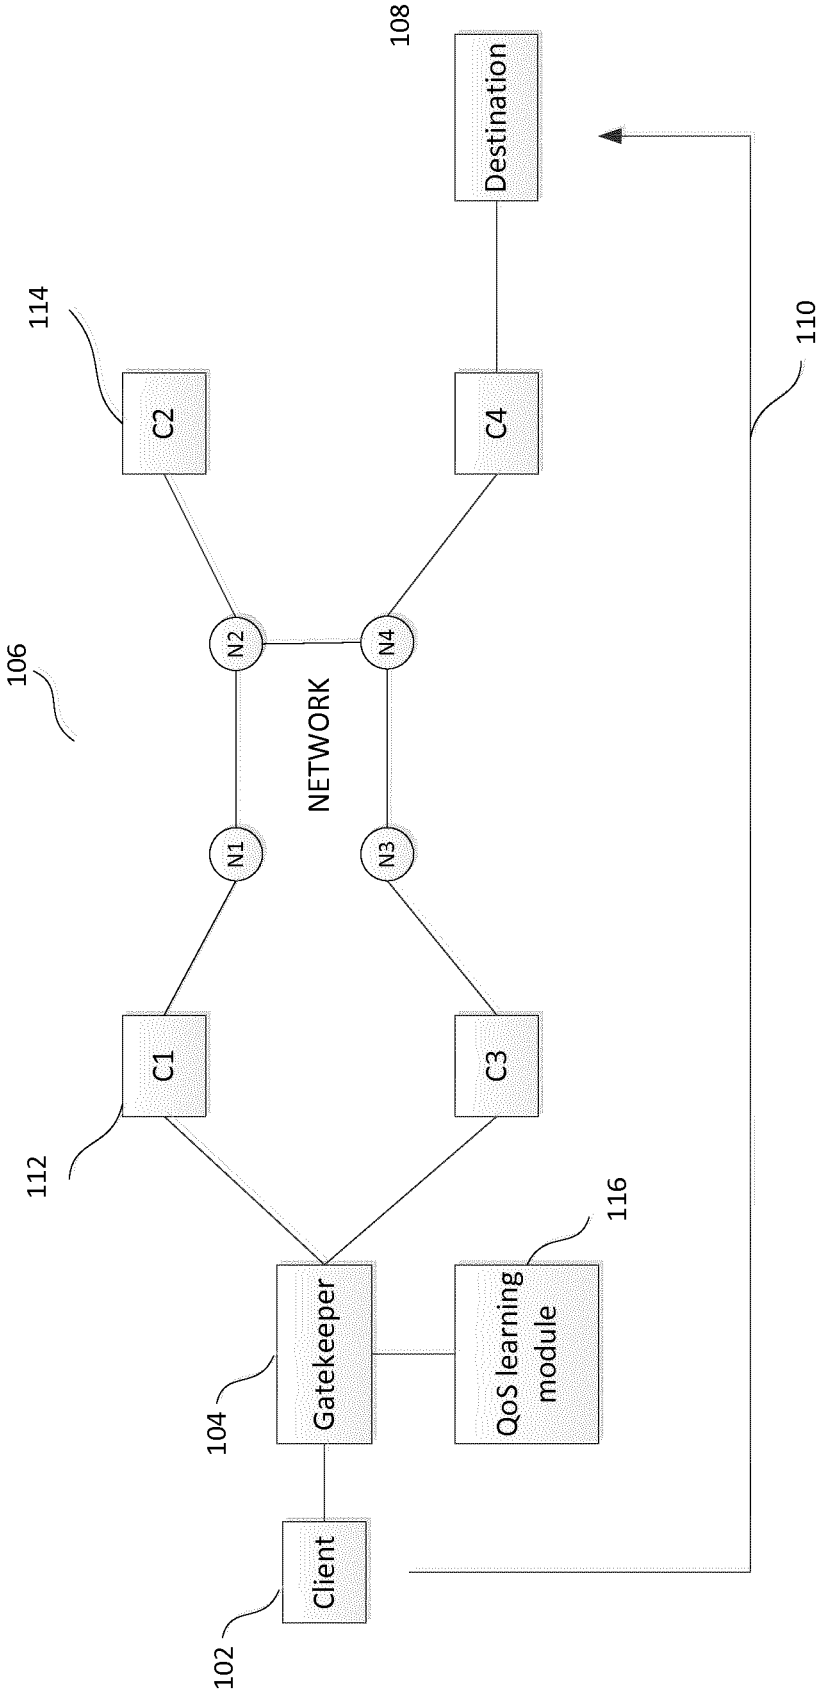 106
112
114
C1
C2
N1
N2
104
NETWORK
102
Client
Gatekeeper
N3
N4
108
QoS learning
module
C3
C4
Destination
116
110